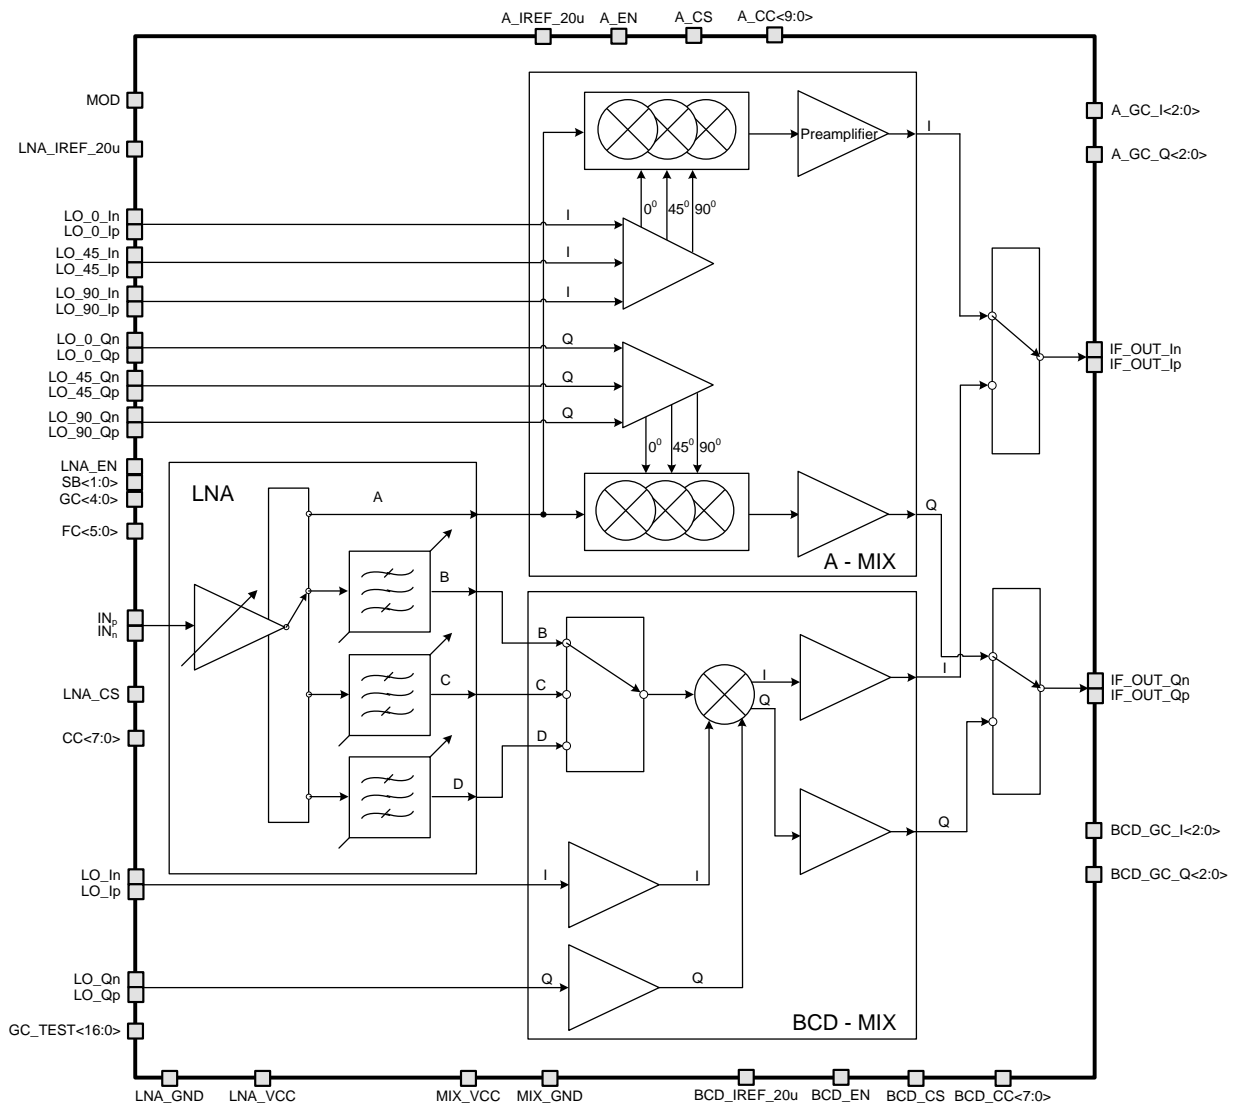 A_IREF_20u
A_EN
A_CS
A_CC<9:0>
MOD
LNA_IREF_20u
A_GC_I<2:0>
A_GC_Q<2:0>
Preamplifier
I
0⁰
45⁰
90⁰
LO_0_In
LO_0_Ip
I
LO_45_In
LO_45_Ip
I
LO_90_In
LO_90_Ip
I
LO_0_Qn
LO_0_Qp
Q
LO_45_Qn
LO_45_Qp
Q
LO_90_Qn
LO_90_Qp
Q
0⁰
45⁰
90⁰
IF_OUT_In
IF_OUT_Ip
LNA_EN
SB<1:0>
GC<4:0>
FC<5:0>
LNA
A
Q
A - MIX
B
INₚ
INₙ
B
C
C
D
D
I
Q
I
IF_OUT_Qn
IF_OUT_Qp
LNA_CS
CC<7:0>
Q
BCD_GC_I<2:0>
BCD_GC_Q<2:0>
LO_In
LO_Ip
I
I
LO_Qn
LO_Qp
Q
Q
BCD - MIX
GC_TEST<16:0>
LNA_GND
LNA_VCC
MIX_VCC
MIX_GND
BCD_IREF_20u
BCD_EN
BCD_CS
BCD_CC<7:0>